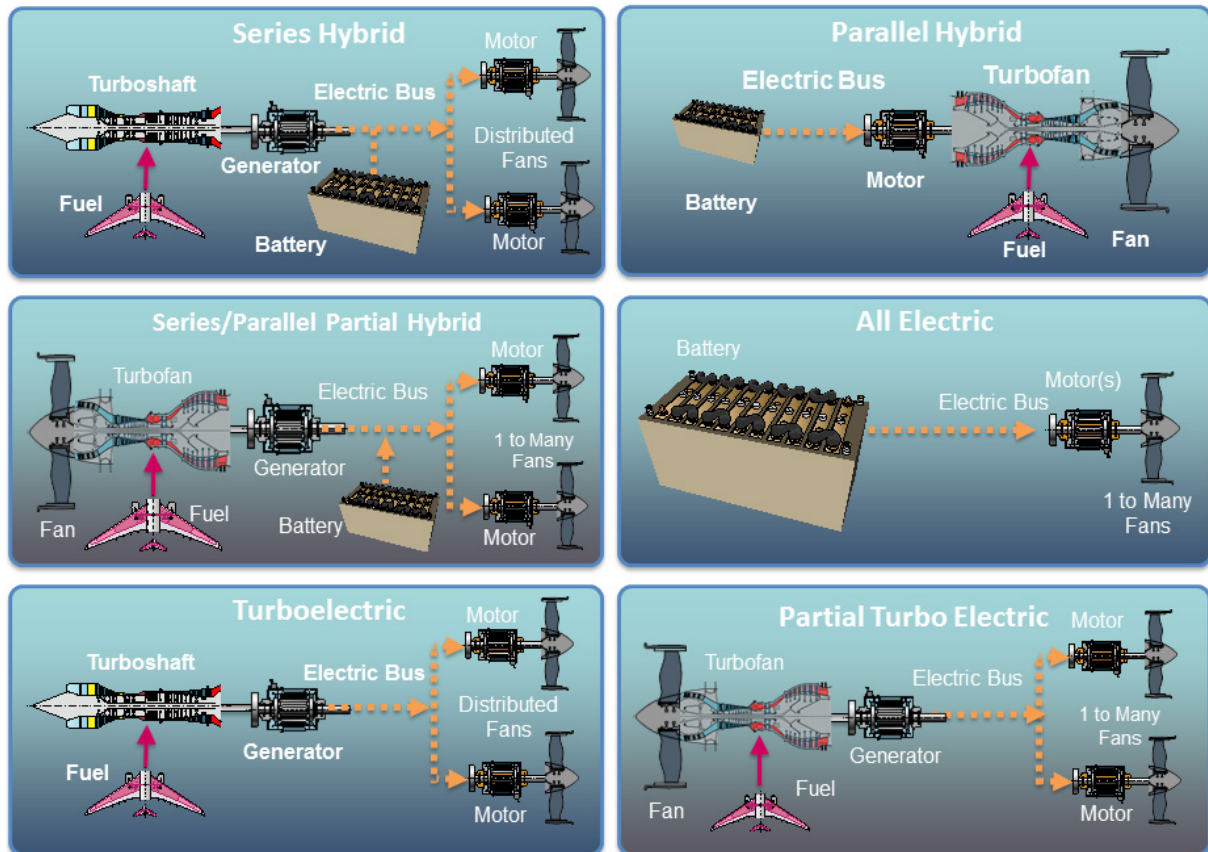 Series Hybrid
Motor
Turboshaft
Electric Bus
Distributed
Fans
Generator
Fuel
Battery
Motor
Parallel Hybrid
Electric Bus
Turbofan
Motor
Battery
Fuel
Fan
Series/Parallel Partial Hybrid
Motor
Turbofan
Electric Bus
1 to Many
Fans
Generator
Fuel
Fan
Battery
Motor
All Electric
Battery
Motor(s)
Electric Bus
1 to Many
Fans
Turboelectric
Motor
Turboshaft
Electric Bus
Distributed
Fans
Generator
Fuel
Motor
Partial Turbo Electric
Motor
Turbofan
Electric Bus
1 to Many
Fans
Generator
Fuel
Fan
Motor